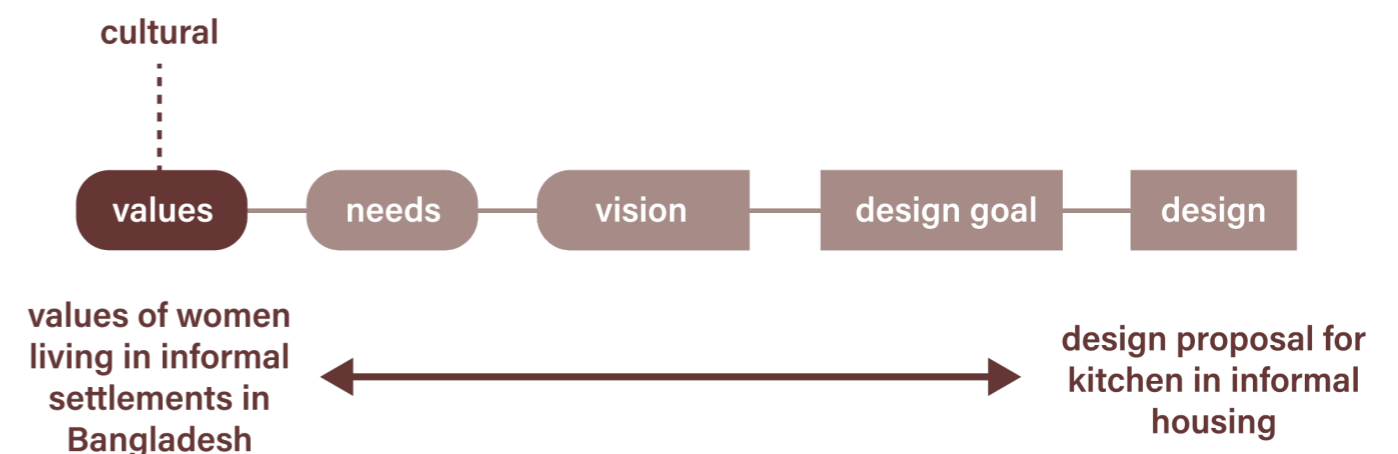 cultural
values
needs
vision
design goal
design
values of women
living in informal
settlements in
Bangladesh
design proposal for
kitchen in informal
housing